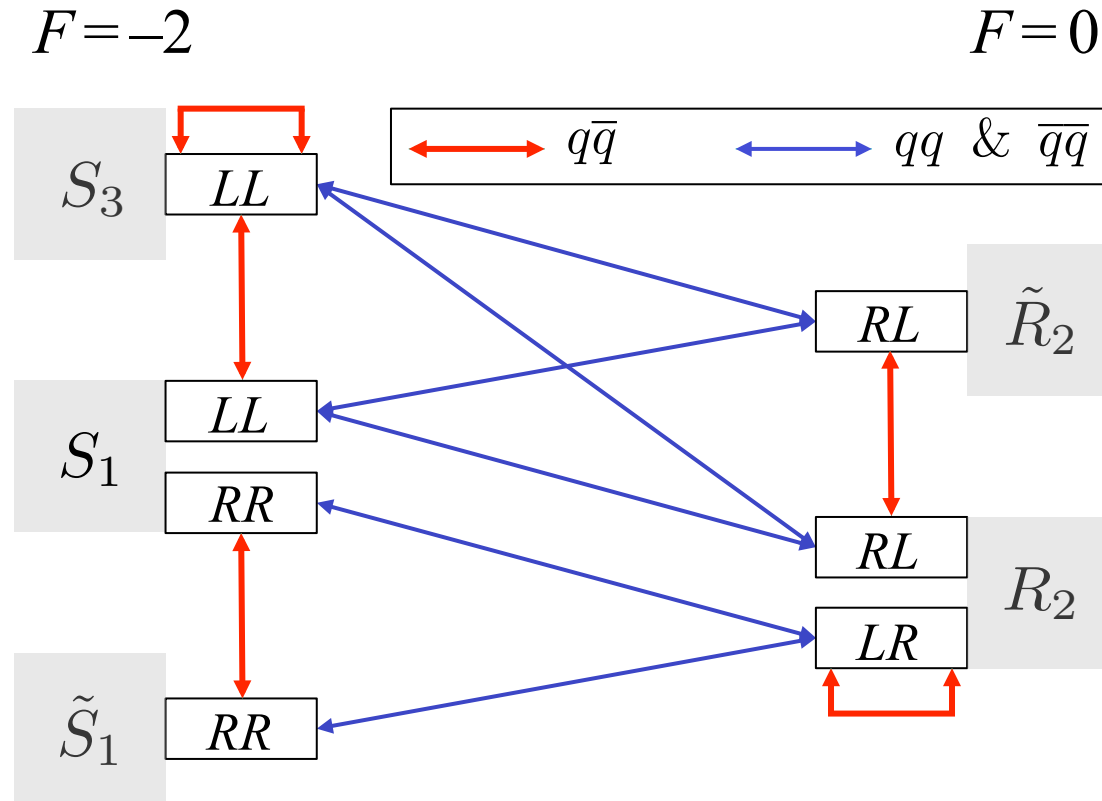 F = –2
F = 0
qq̅
qq & q̅q̅
S₃
LL
RL
R̃₂
S₁
LL
RR
RL
LR
R₂
S̃₁
RR